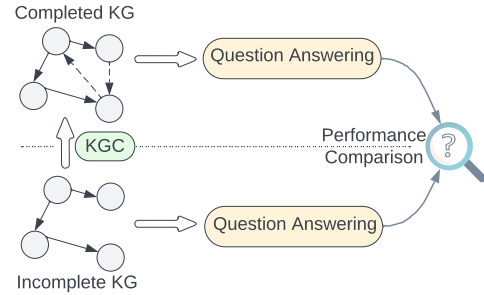 Completed KG
Question Answering
KGC
Performance
Comparison
?
Question Answering
Incomplete KG